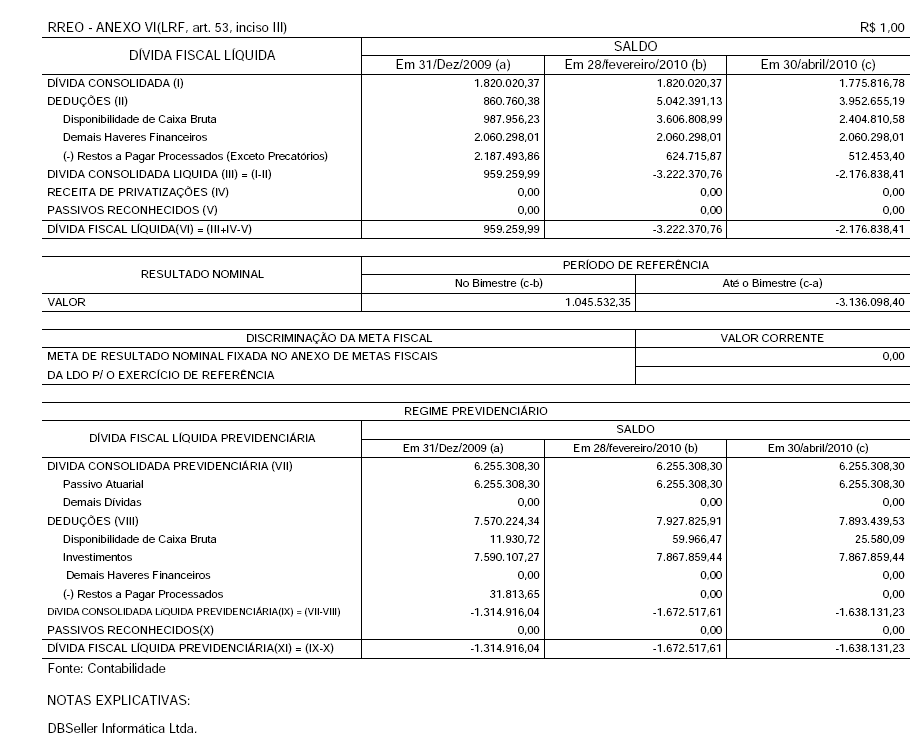 RREO - ANEXO VI(LRF, art. 53, inciso III) R$ 1,00
DÍVIDA FISCAL LÍQUIDA SALDO
Em 31/Dez/2009 (a) Em 28/fevereiro/2010 (b) Em 30/abril/2010 (c)
DÍVIDA CONSOLIDADA (I) 1.820.020,37 1.820.020,37 1.775.816,78
DEDUÇÕES (II) 860.760,38 5.042.391,13 3.952.655,19
Disponibilidade de Caixa Bruta 987.956,23 3.606.808,99 2.404.810,58
Demais Haveres Financeiros 2.060.298,01 2.060.298,01 2.060.298,01
(-) Restos a Pagar Processados (Exceto Precatórios) 2.187.493,86 624.715,87 512.453,40
DIVIDA CONSOLIDADA LIQUIDA (III) = (I-II) 959.259,99 -3.222.370,76 -2.176.838,41
RECEITA DE PRIVATIZAÇÕES (IV) 0,00 0,00 0,00
PASSIVOS RECONHECIDOS (V) 0,00 0,00 0,00
DÍVIDA FISCAL LÍQUIDA(VI) = (III+IV-V) 959.259,99 -3.222.370,76 -2.176.838,41
RESULTADO NOMINAL PERÍODO DE REFERÊNCIA
No Bimestre (c-b) Até o Bimestre (c-a)
VALOR 1.045.532,35 -3.136.098,40
DISCRIMINAÇÃO DA META FISCAL VALOR CORRENTE
META DE RESULTADO NOMINAL FIXADA NO ANEXO DE METAS FISCAIS 0,00
DA LDO P/ O EXERCÍCIO DE REFERÊNCIA
REGIME PREVIDENCIÁRIO
DÍVIDA FISCAL LÍQUIDA PREVIDENCIÁRIA SALDO
Em 31/Dez/2009 (a) Em 28/fevereiro/2010 (b) Em 30/abril/2010 (c)
DIVIDA CONSOLIDADA PREVIDENCIÁRIA (VII) 6.255.308,30 6.255.308,30 6.255.308,30
Passivo Atuarial 6.255.308,30 6.255.308,30 6.255.308,30
Demais Dívidas 0,00 0,00 0,00
DEDUÇÕES (VIII) 7.570.224,34 7.927.825,91 7.893.439,53
Disponibilidade de Caixa Bruta 11.930,72 59.966,47 25.580,09
Investimentos 7.590.107,27 7.867.859,44 7.867.859,44
Demais Haveres Financeiros 0,00 0,00 0,00
(-) Restos a Pagar Processados 31.813,65 0,00 0,00
DíVIDA CONSOLIDADA LíQUIDA PREVIDENCIÁRIA(IX) = (VII-VIII) -1.314.916,04 -1.672.517,61 -1.638.131,23
PASSIVOS RECONHECIDOS(X) 0,00 0,00 0,00
DÍVIDA FISCAL LÍQUIDA PREVIDENCIÁRIA(XI) = (IX-X) -1.314.916,04 -1.672.517,61 -1.638.131,23
Fonte: Contabilidade
NOTAS EXPLICATIVAS:
DBSeller Informática Ltda.